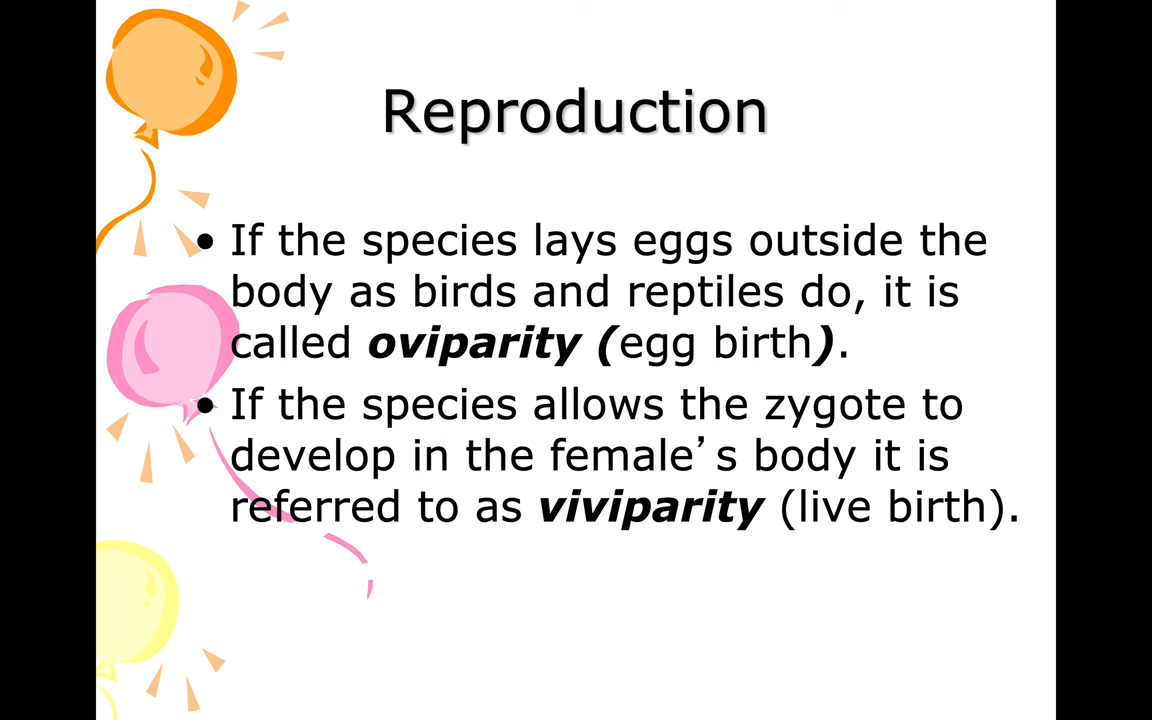 Reproduction
• If the species lays eggs outside the
body as birds and reptiles do, it is
called oviparity (egg birth).
• If the species allows the zygote to
develop in the female’s body it is
referred to as viviparity (live birth).